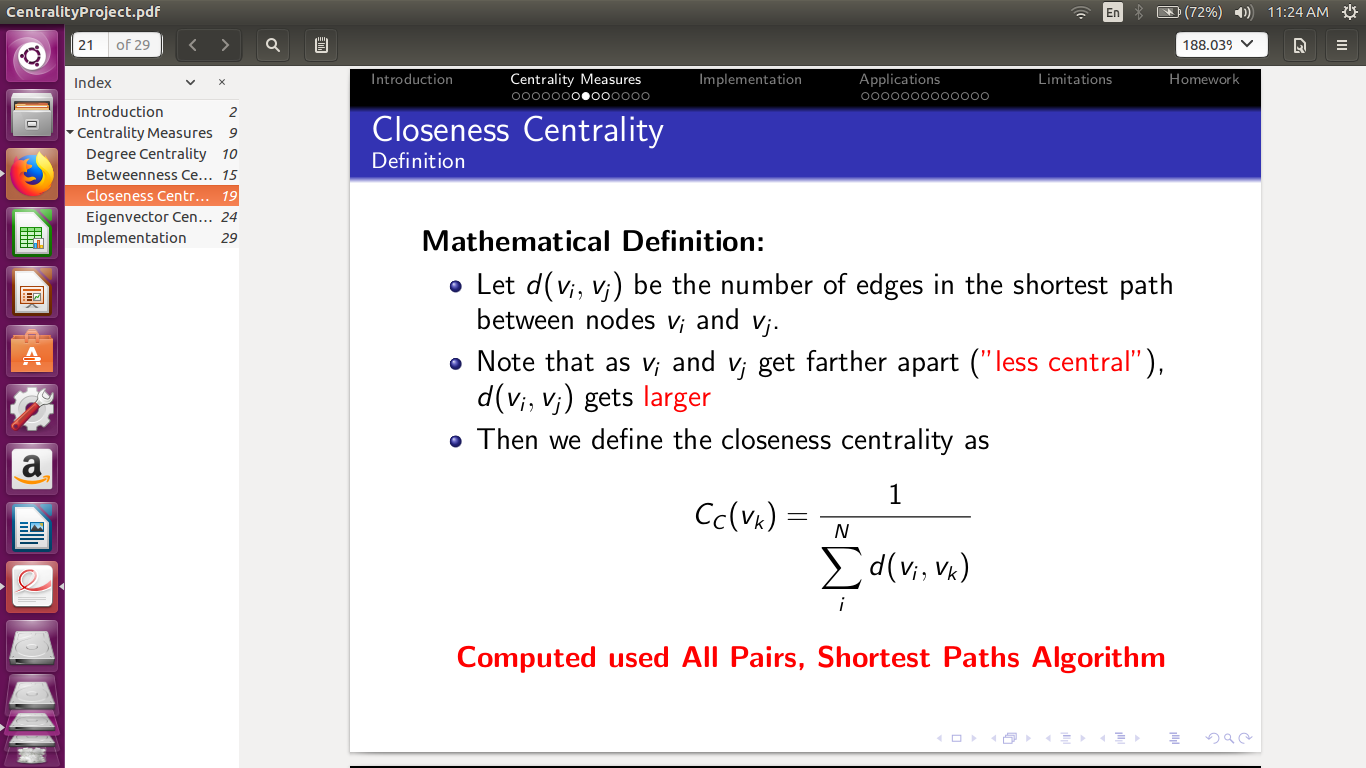 CentralityProject.pdf
En
(72%)
11:24 AM
21 of 29
188.03%
Index
Introduction 2
Centrality Measures 9
Degree Centrality 10
Betweenness Ce... 15
Closeness Centr... 19
Eigenvector Cen... 24
Implementation 29
Introduction Centrality Measures Implementation Applications Limitations Homework
Closeness Centrality
Definition
Mathematical Definition:
Let d(v_i, v_j) be the number of edges in the shortest path
between nodes v_i and v_j.
Note that as v_i and v_j get farther apart (”less central”),
d(v_i, v_j) gets larger
Then we define the closeness centrality as
C_C(v_k) = 1 / ∑_i^N d(v_i, v_k)
Computed used All Pairs, Shortest Paths Algorithm